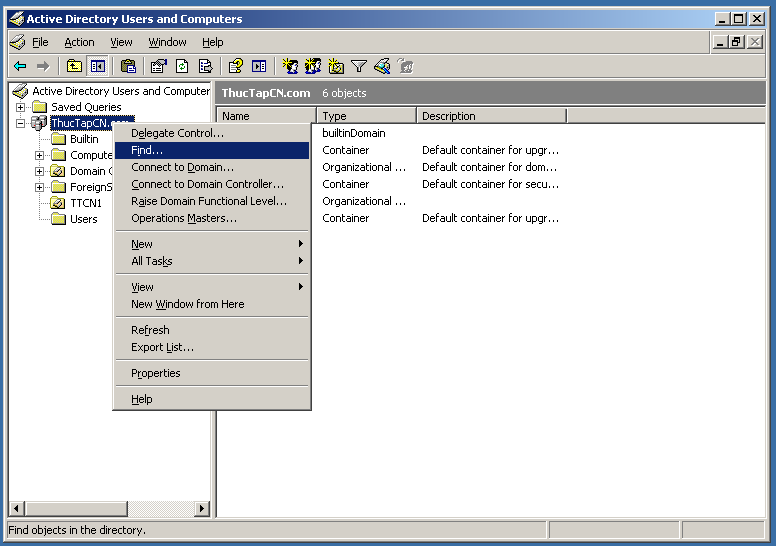 Active Directory Users and Computers
File Action View Window Help
Active Directory Users and Computer
Saved Queries
ThucTapCN.com
Builtin
Compute
Domain C
ForeignS
TTCN1
Users
ThucTapCN.com 6 objects
Name Type Description
builtinDomain
Container Default container for upgr...
Organizational ... Default container for dom...
Container Default container for secu...
Organizational ...
Container Default container for upgr...
Delegate Control...
Find...
Connect to Domain...
Connect to Domain Controller...
Raise Domain Functional Level...
Operations Masters...
New
All Tasks
View
New Window from Here
Refresh
Export List...
Properties
Help
Find objects in the directory.